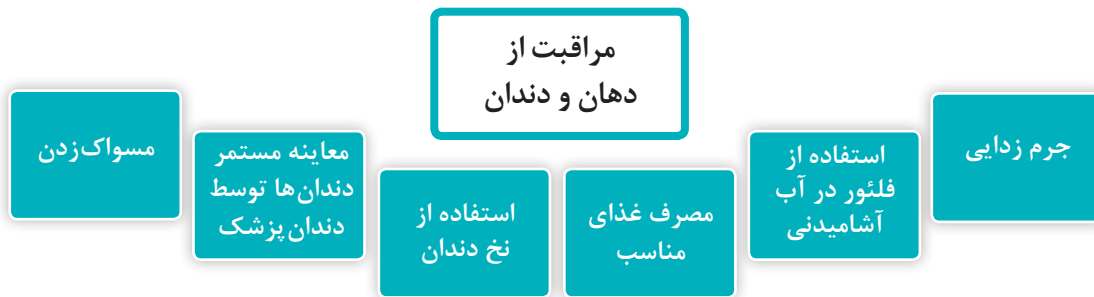 مراقبت از
دهان و دندان
جرم زدایی
استفاده از
فلئور در آب
آشامیدنی
مصرف غذای
مناسب
استفاده از
نخ دندان
معاینه مستمر
دندان‌ها توسط
دندان‌پزشک
مسواک‌زدن